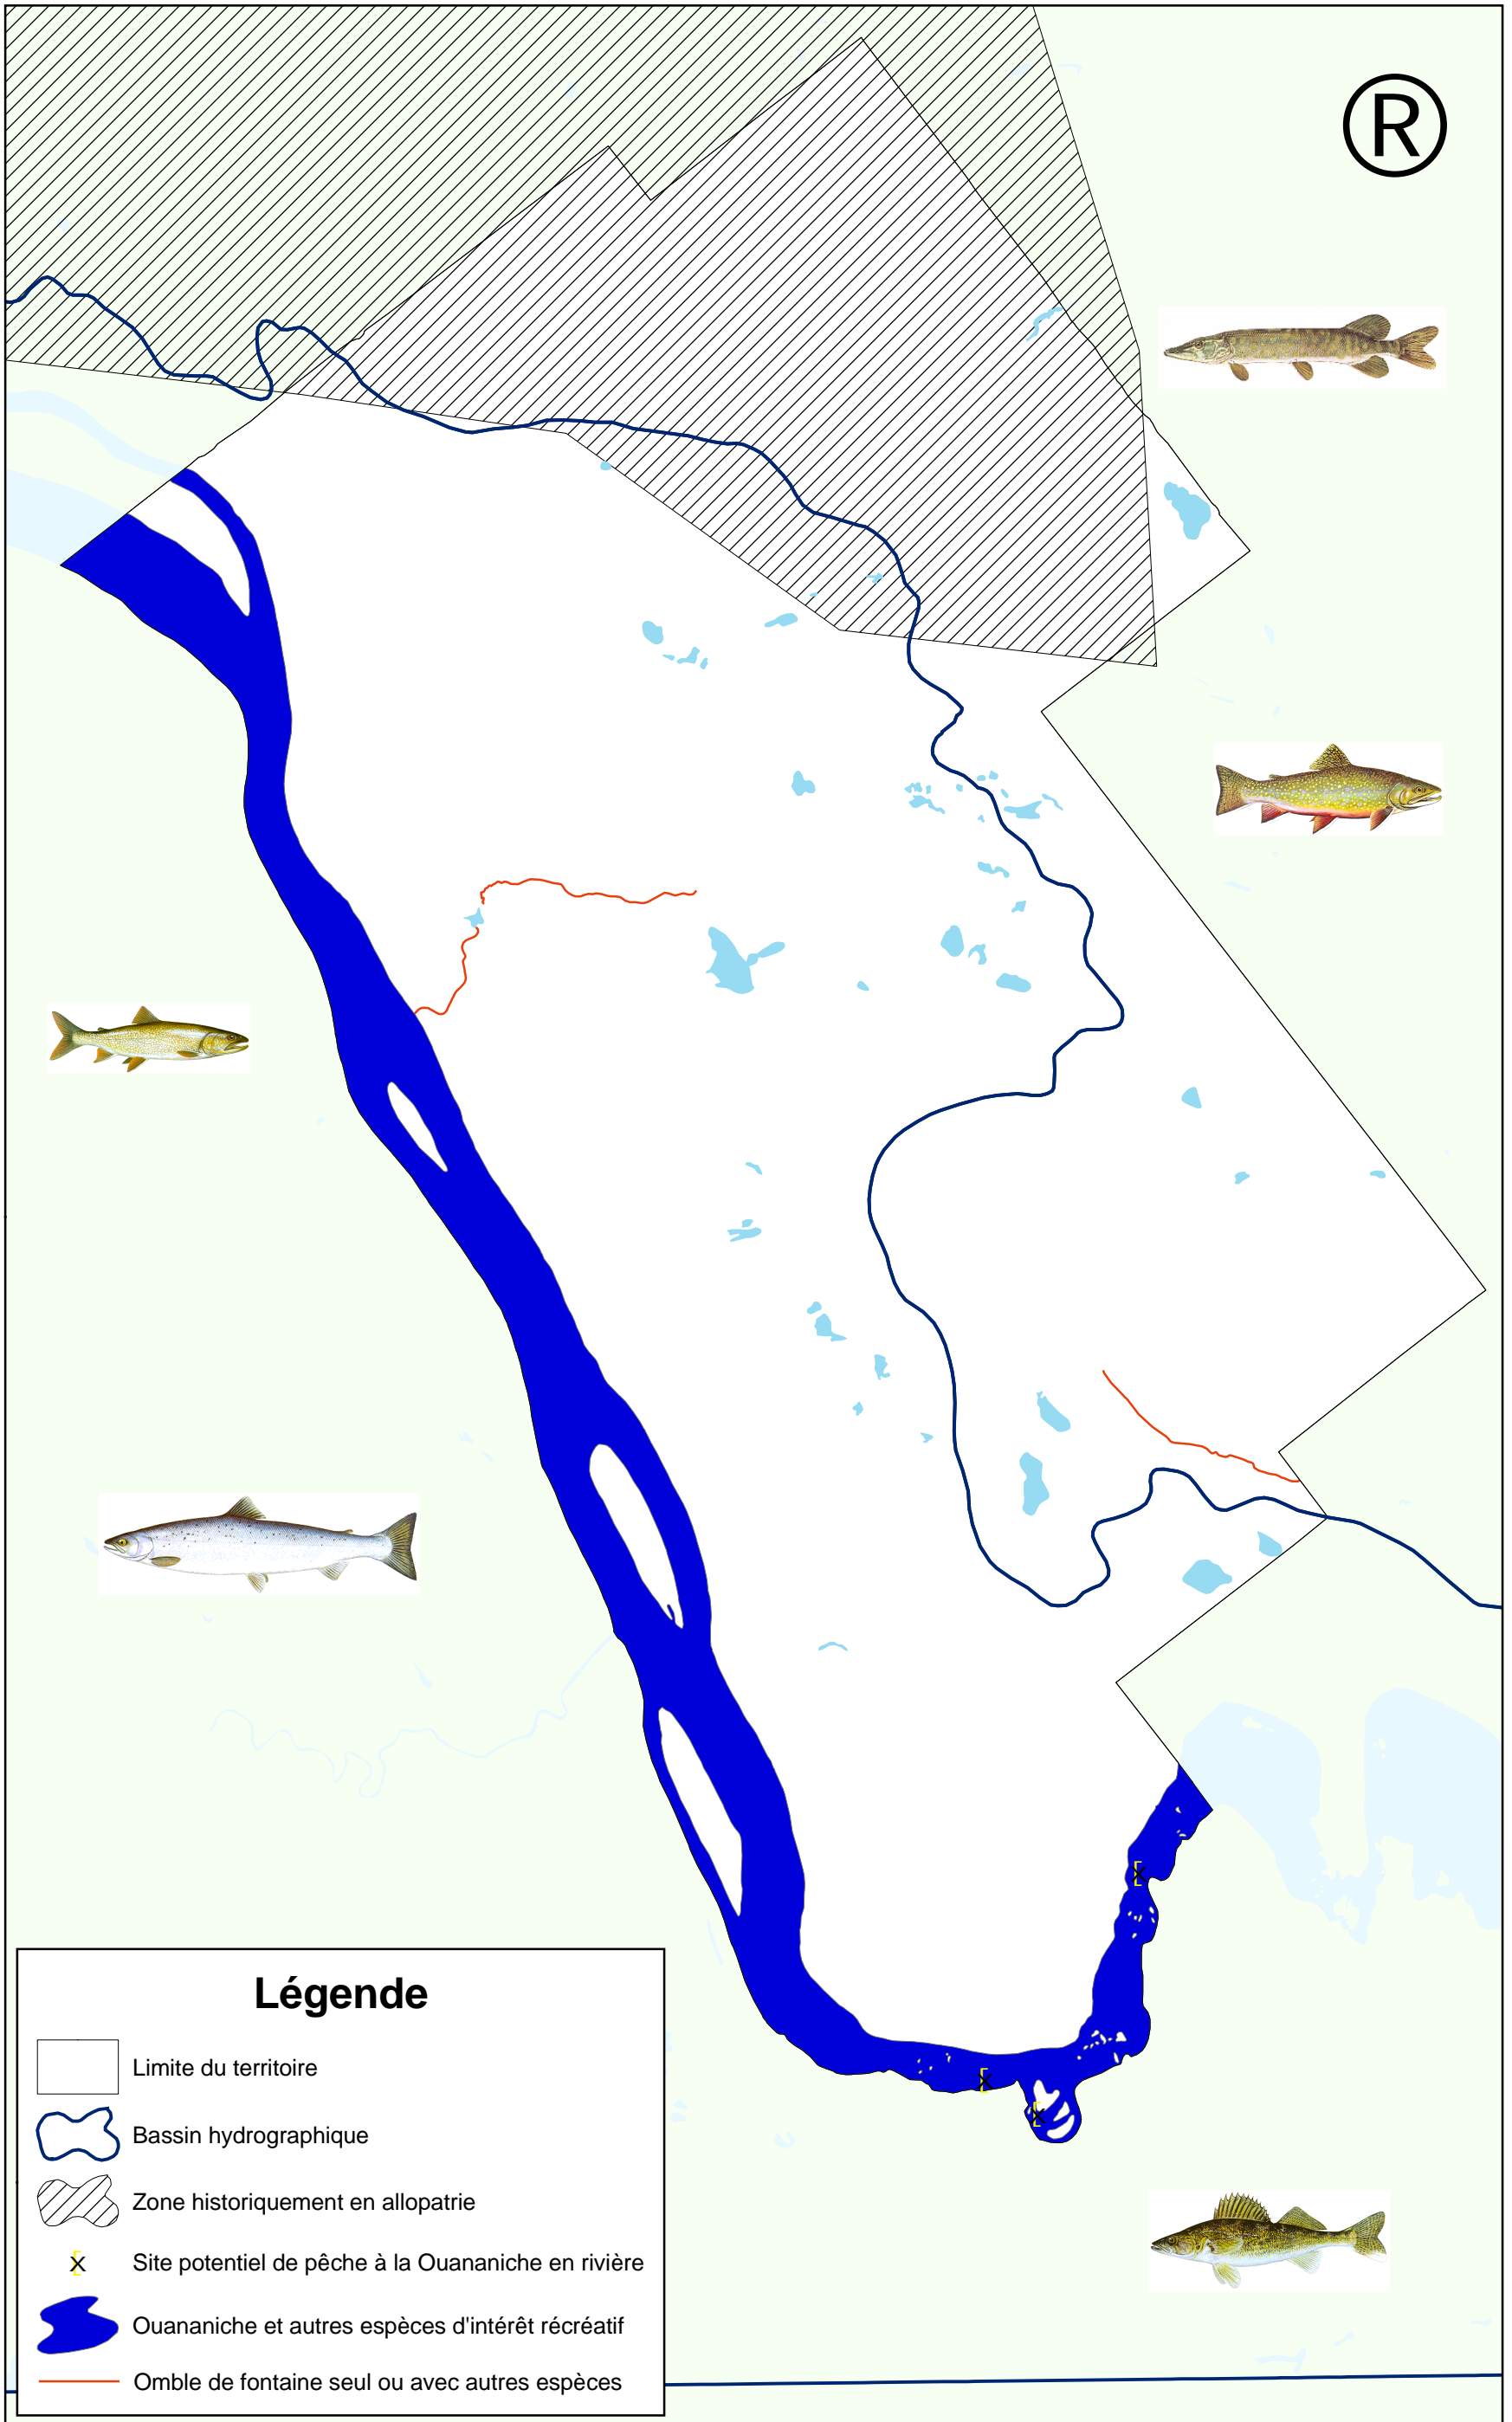 ®
E
X
E
X
E
X
Légende
Limite du territoire
Bassin hydrographique
Zone historiquement en allopatrie
E
X
Site potentiel de pêche à la Ouananiche en rivière
Ouananiche et autres espèces d'intérêt récréatif
Omble de fontaine seul ou avec autres espèces